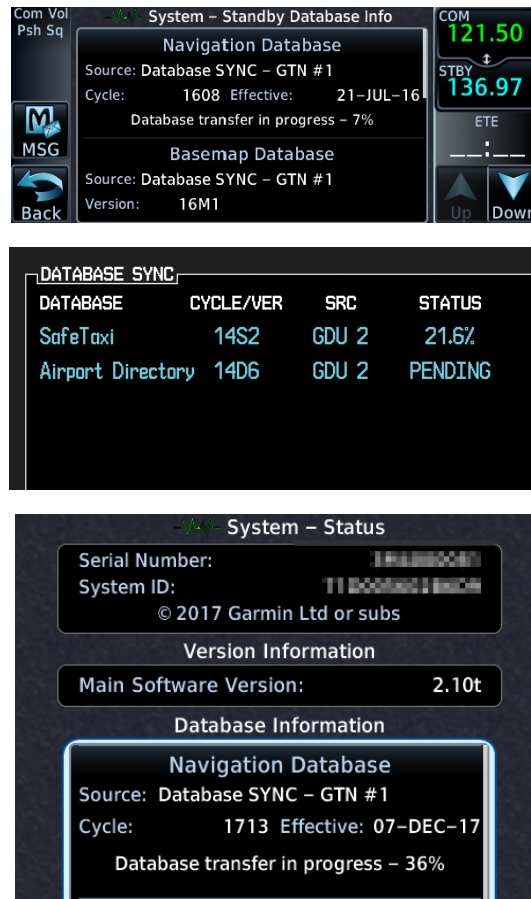 Com Vol
Psh Sq
System – Standby Database Info
COM
121.50
STBY
136.97
ETE
__:__
MSG
Back
Up
Down
Navigation Database
Source: Database SYNC – GTN #1
Cycle: 1608 Effective: 21–JUL–16
Database transfer in progress – 7%
Basemap Database
Source: Database SYNC – GTN #1
Version: 16M1
DATABASE SYNC
DATABASE CYCLE/VER SRC STATUS
SafeTaxi 14S2 GDU 2 21.6%
Airport Directory 14D6 GDU 2 PENDING
System – Status
Serial Number:
System ID:
© 2017 Garmin Ltd or subs
Version Information
Main Software Version: 2.10t
Database Information
Navigation Database
Source: Database SYNC – GTN #1
Cycle: 1713 Effective: 07–DEC–17
Database transfer in progress – 36%